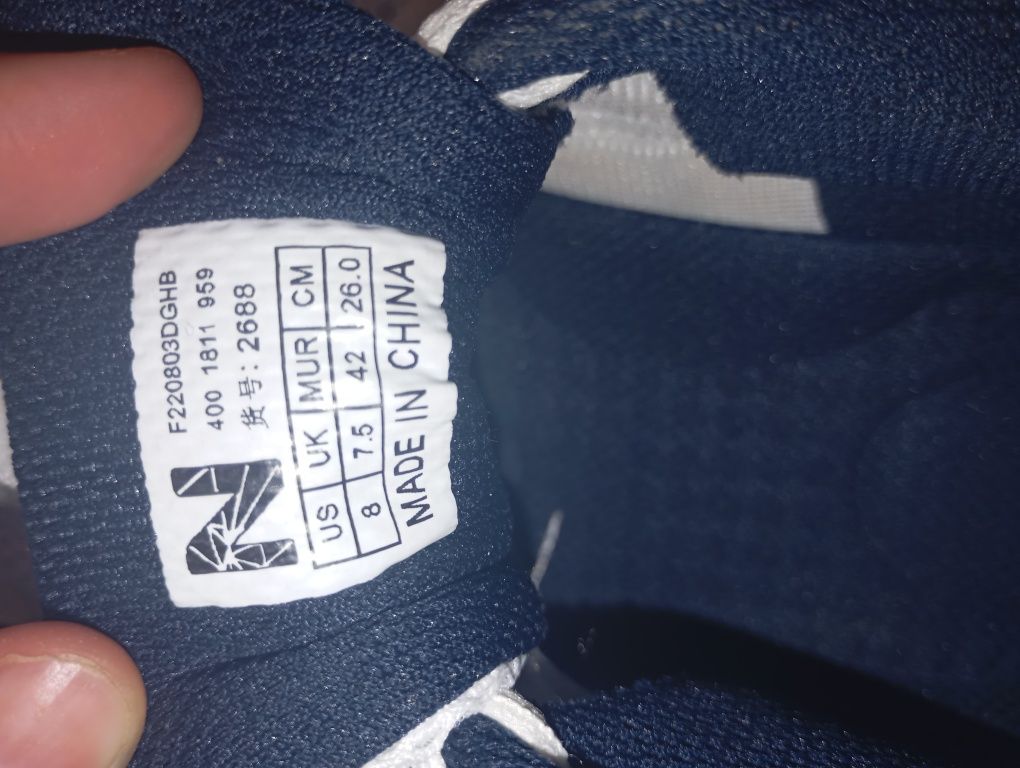 F220803DGHB
400 1811 959
货号: 2688
N
US UK MUR CM
8 7.5 42 26.0
MADE IN CHINA